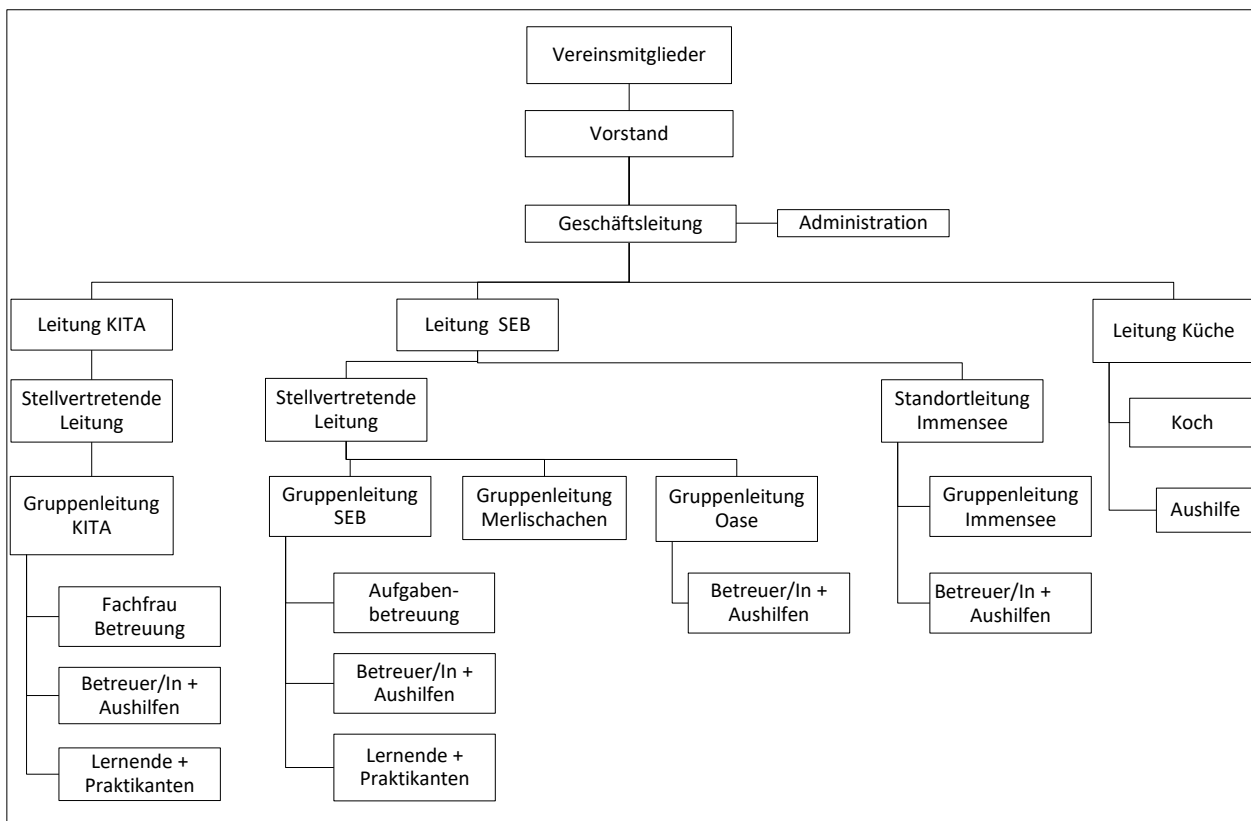 Vereinsmitglieder
Vorstand
Geschäftsleitung
Administration
Leitung KITA
Leitung SEB
Leitung Küche
Stellvertretende
Leitung
Stellvertretende
Leitung
Standortleitung
Immensee
Koch
Gruppenleitung
KITA
Gruppenleitung
SEB
Gruppenleitung
Merlischachen
Gruppenleitung
Oase
Gruppenleitung
Immensee
Aushilfe
Fachfrau
Betreuung
Aufgaben-
betreuung
Betreuer/In +
Aushilfen
Betreuer/In +
Aushilfen
Betreuer/In +
Aushilfen
Betreuer/In +
Aushilfen
Lernende +
Praktikanten
Lernende +
Praktikanten